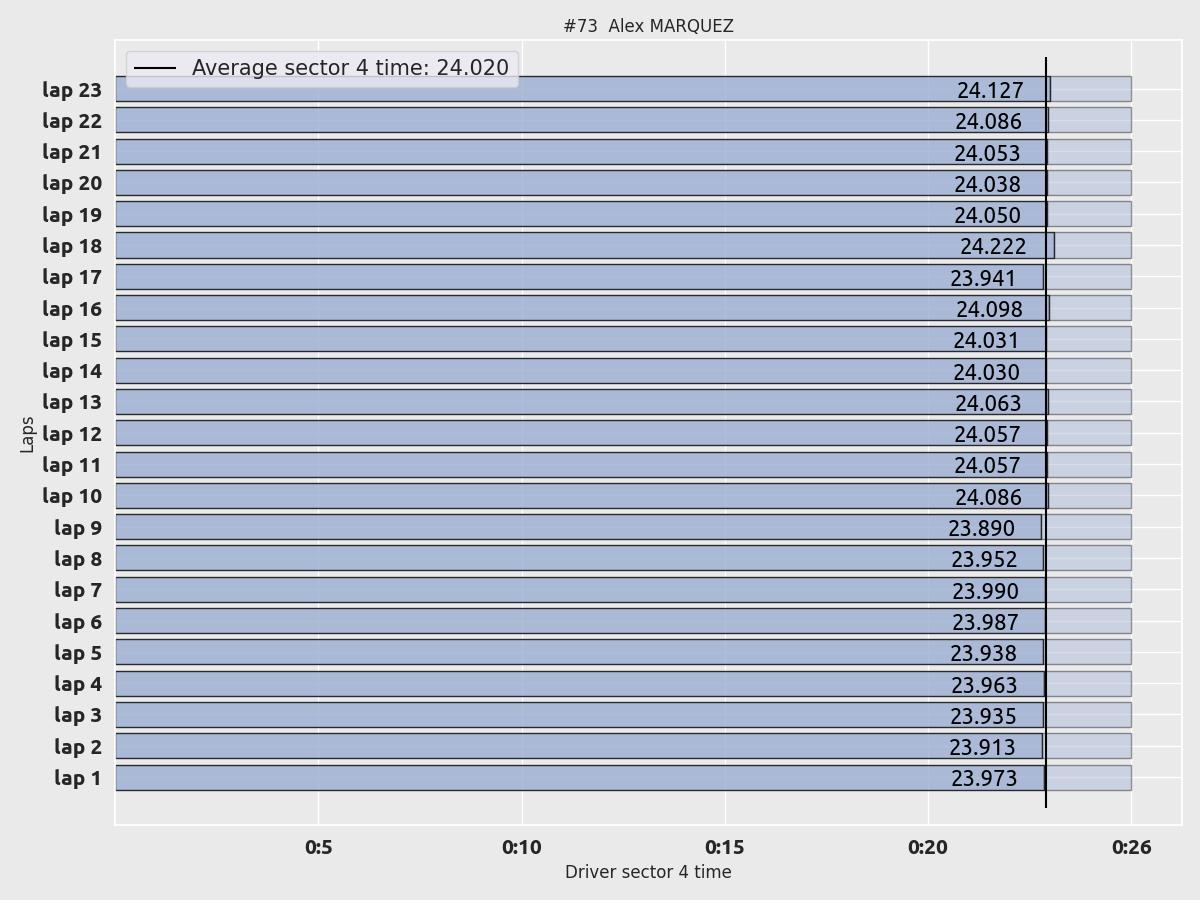 #73  Alex MARQUEZ
Average sector 4 time: 24.020
lap 23 24.127
lap 22 24.086
lap 21 24.053
lap 20 24.038
lap 19 24.050
lap 18 24.222
lap 17 23.941
lap 16 24.098
lap 15 24.031
lap 14 24.030
lap 13 24.063
lap 12 24.057
lap 11 24.057
lap 10 24.086
lap 9 23.890
lap 8 23.952
lap 7 23.990
lap 6 23.987
lap 5 23.938
lap 4 23.963
lap 3 23.935
lap 2 23.913
lap 1 23.973
Laps
0:5 0:10 0:15 0:20 0:26
Driver sector 4 time